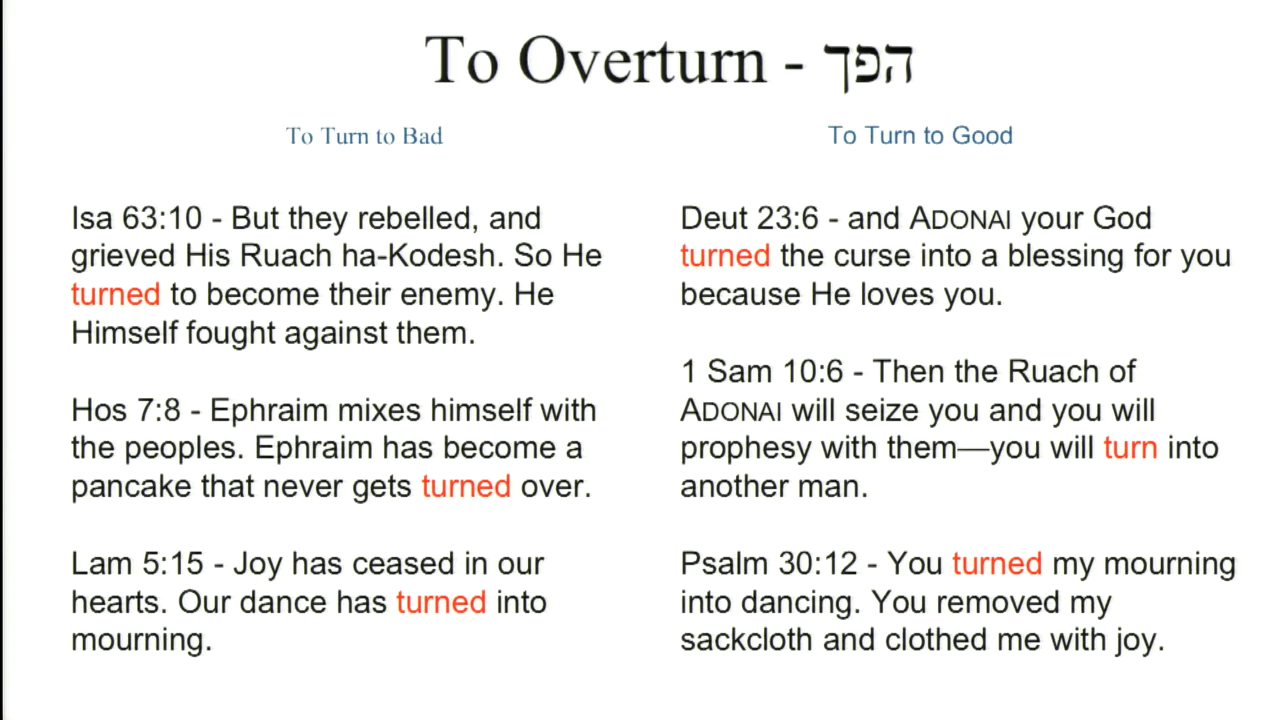 To Overturn - הפך
To Turn to Bad
Isa 63:10 - But they rebelled, and
grieved His Ruach ha-Kodesh. So He
turned to become their enemy. He
Himself fought against them.
Hos 7:8 - Ephraim mixes himself with
the peoples. Ephraim has become a
pancake that never gets turned over.
Lam 5:15 - Joy has ceased in our
hearts. Our dance has turned into
mourning.
To Turn to Good
Deut 23:6 - and ADONAI your God
turned the curse into a blessing for you
because He loves you.
1 Sam 10:6 - Then the Ruach of
ADONAI will seize you and you will
prophesy with them—you will turn into
another man.
Psalm 30:12 - You turned my mourning
into dancing. You removed my
sackcloth and clothed me with joy.